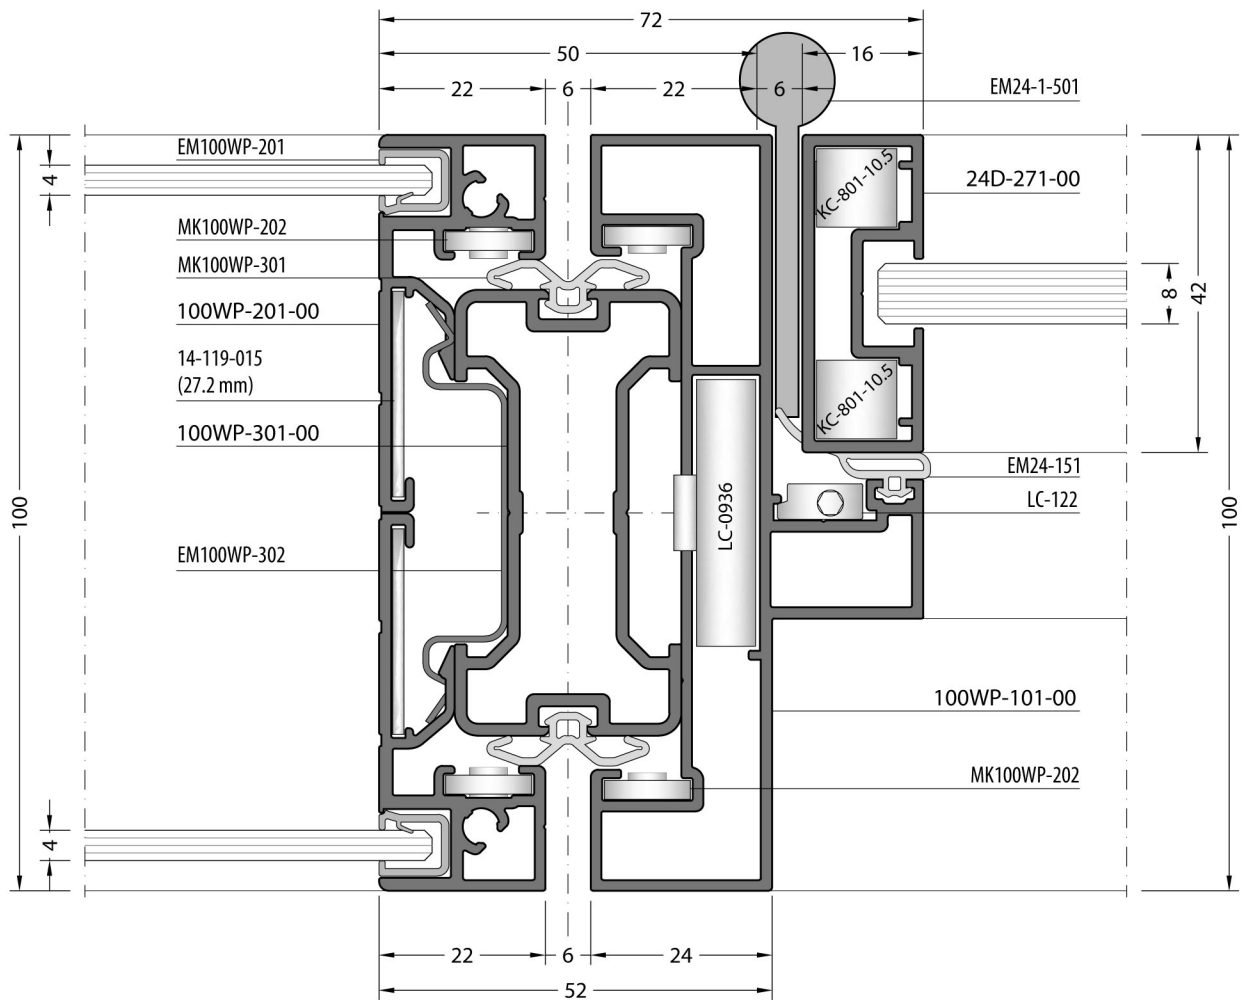 72
50
16
22
6
22
6
EM24-1-501
EM100WP-201
4
KC-801-10.5
24D-271-00
MK100WP-202
MK100WP-301
8
42
100WP-201-00
14-119-015
(27.2 mm)
KC-801-10.5
100WP-301-00
EM24-151
LC-122
100
LC-0936
100
EM100WP-302
100WP-101-00
MK100WP-202
4
22
6
24
52